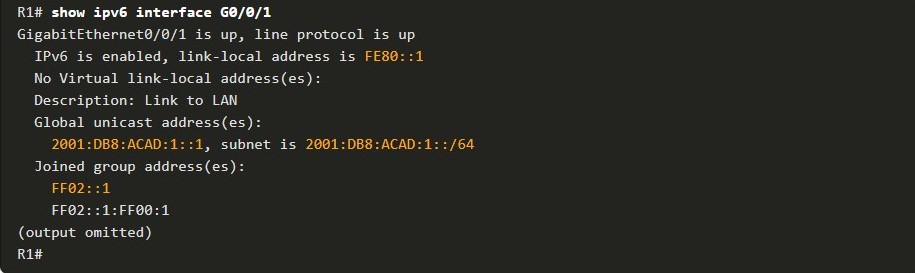 R1# show ipv6 interface G0/0/1
GigabitEthernet0/0/1 is up, line protocol is up
IPv6 is enabled, link-local address is FE80::1
No Virtual link-local address(es):
Description: Link to LAN
Global unicast address(es):
2001:DB8:ACAD:1::1, subnet is 2001:DB8:ACAD:1::/64
Joined group address(es):
FF02::1
FF02::1:FF00:1
(output omitted)
R1#